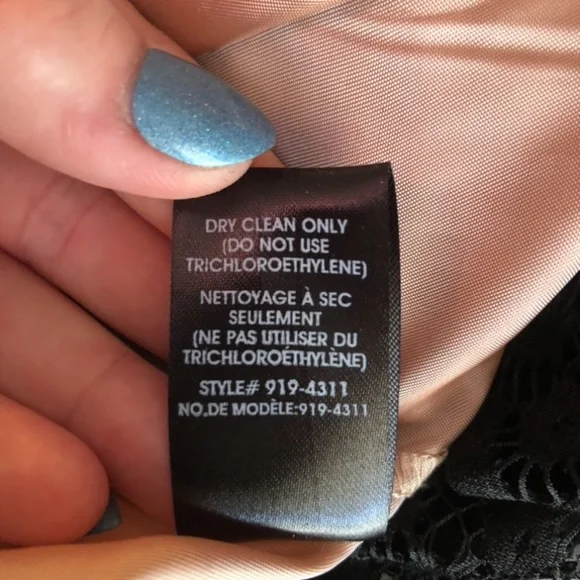 DRY CLEAN ONLY
(DO NOT USE
TRICHLOROETHYLENE)
NETTOYAGE À SEC
SEULEMENT
(NE PAS UTILISER DU
TRICHLOROÉTHYLÈNE)
STYLE# 919-4311
NO.DE MODÈLE:919-4311